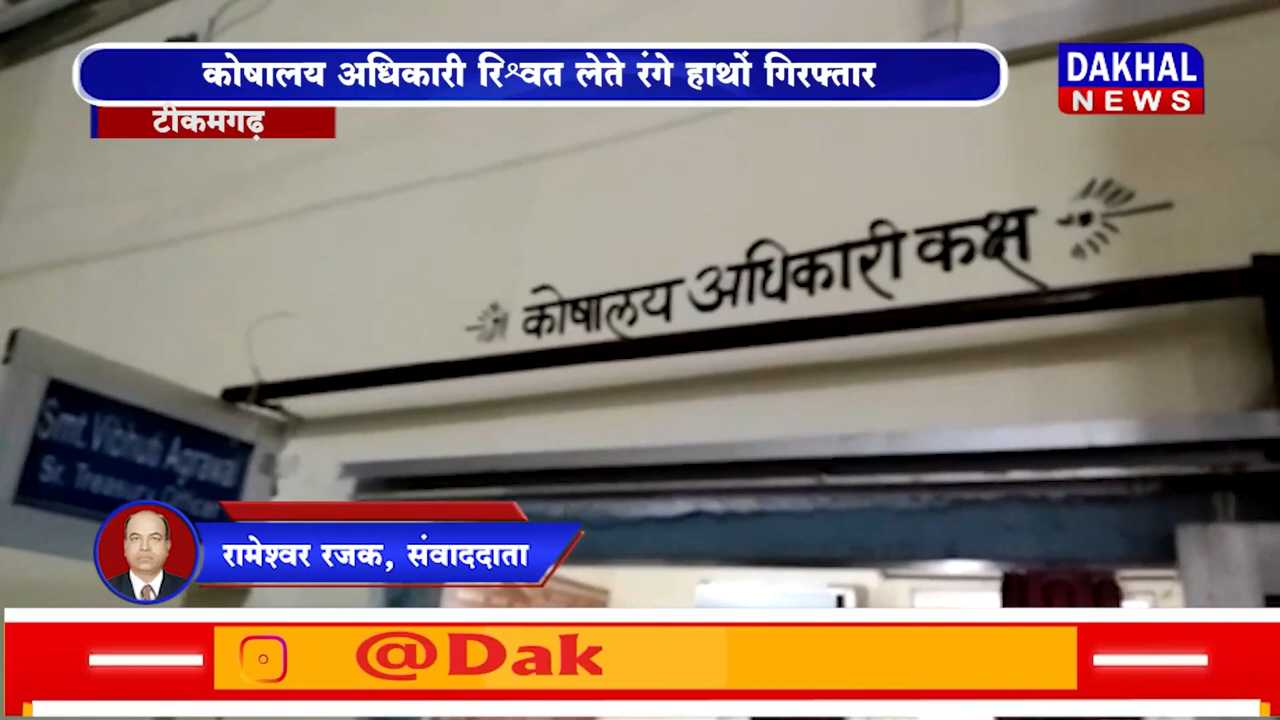 कोषालय अधिकारी रिश्वत लेते रंगे हाथों गिरफ्तार
DAKHAL
NEWS
टीकमगढ़
कोषालय अधिकारी कक्ष
Smt. Vibhuti Agrawal
Sr. Treasury Officer
रामेश्वर रजक, संवाददाता
@Dak